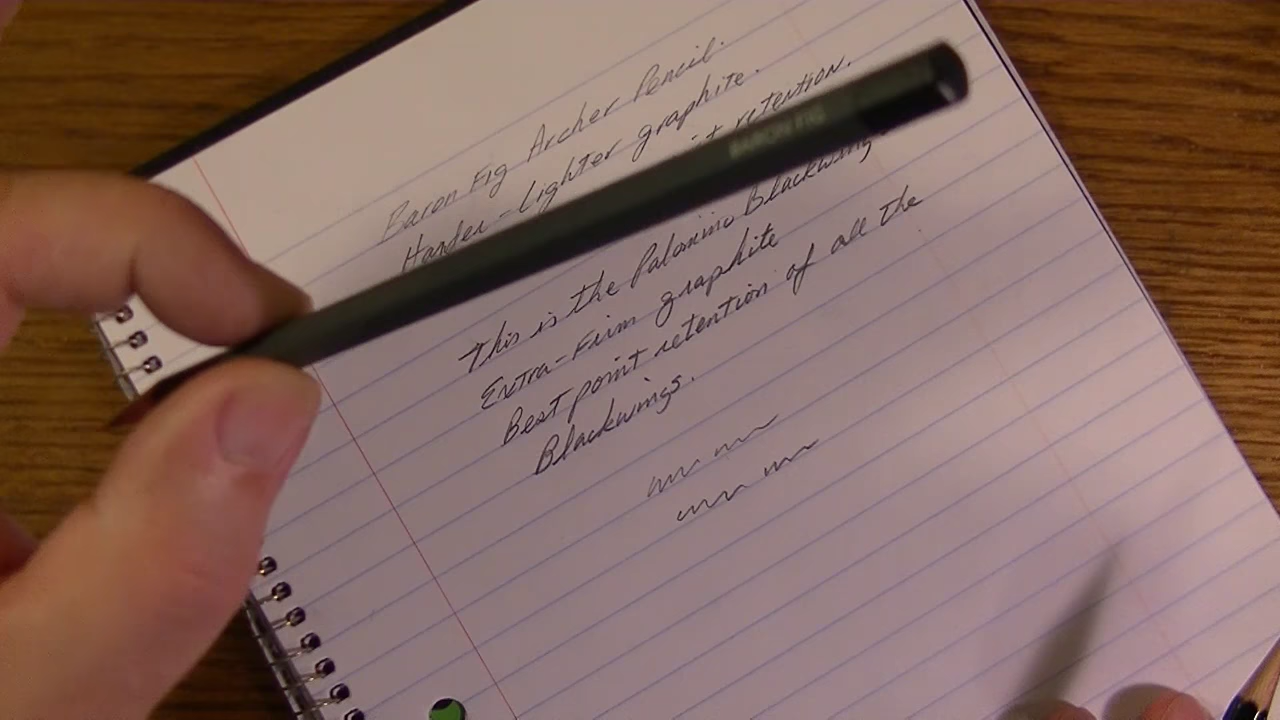 Baron Fig Archer Pencil.
Harder - Lighter graphite.
retention.
This is the Palomino Blackwing
Extra-Firm graphite
Best point retention of all the
Blackwings.
BARON FIG